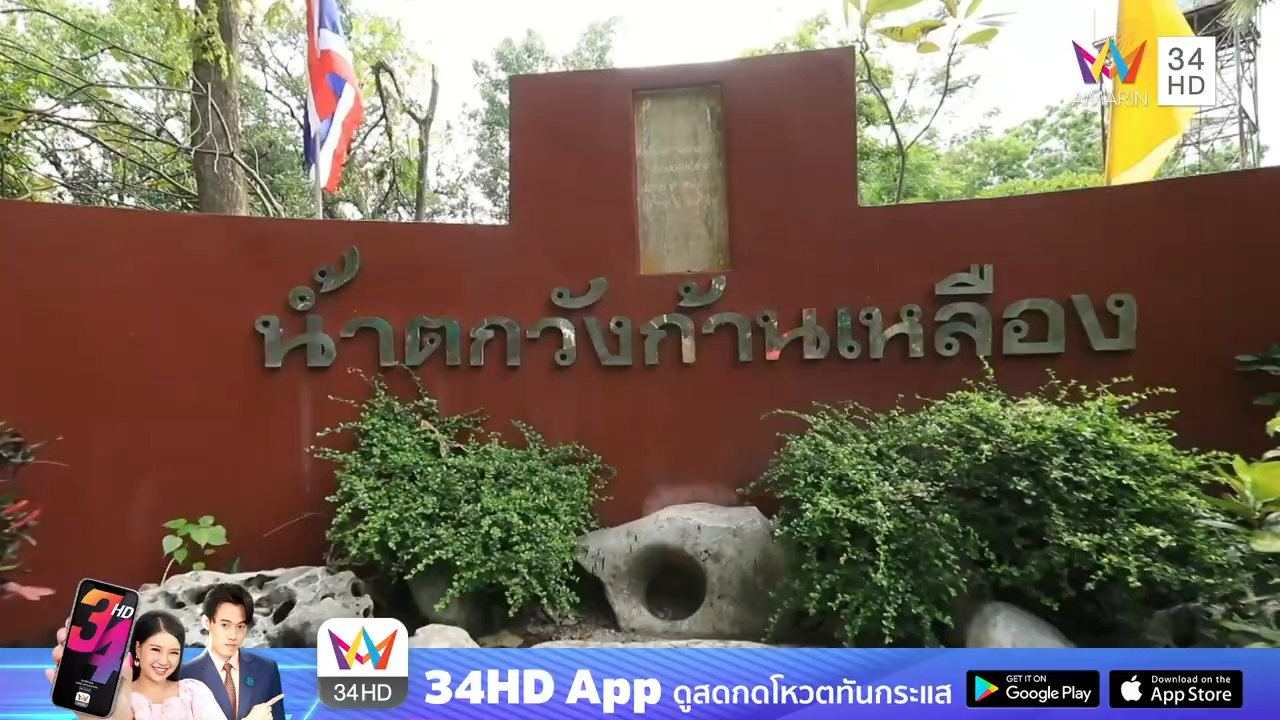 AMARIN
34
HD
น้ำตกวังก้านเหลือง
34
HD
34HD
34HD App ดูสดกดโหวตทันกระแส
GET IT ON
Google Play
Download on the
App Store